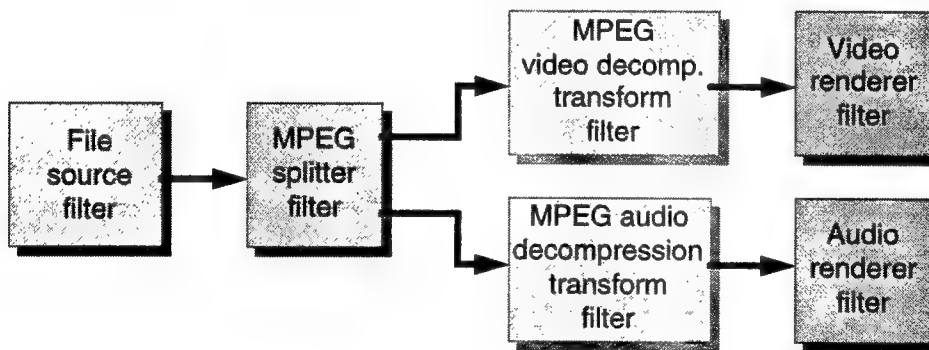 File
source
filter
MPEG
splitter
filter
MPEG
video decomp.
transform
filter
Video
renderer
filter
MPEG audio
decompression
transform
filter
Audio
renderer
filter